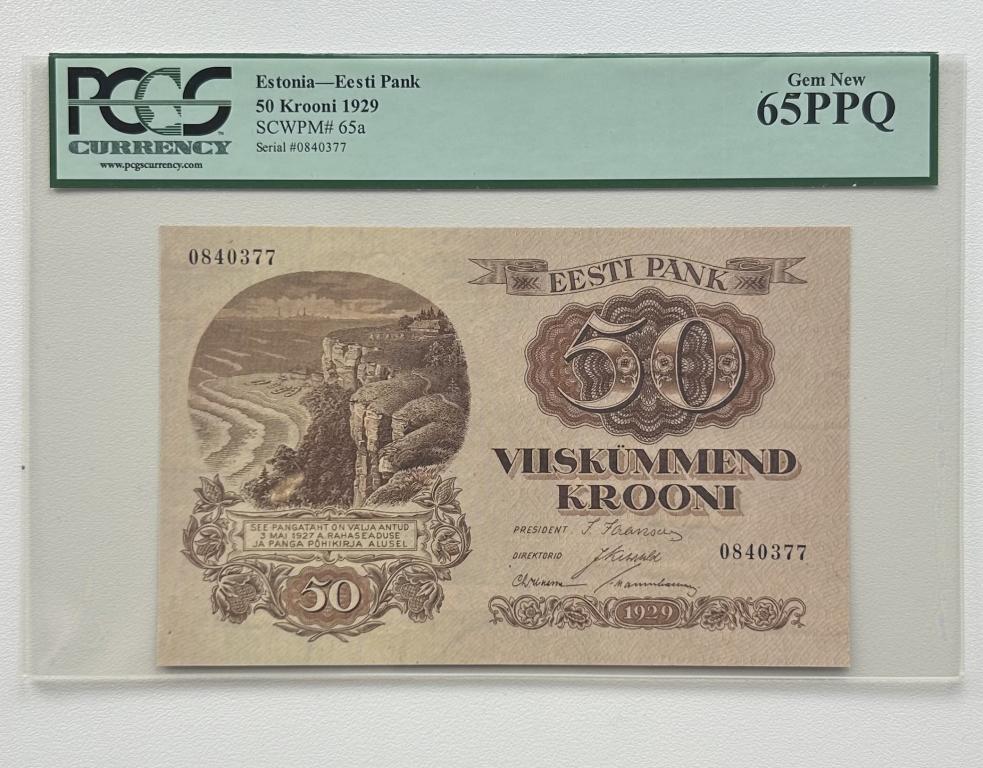 PCGS
CURRENCY
www.pcgscurrency.com
Estonia—Eesti Pank
50 Krooni 1929
SCWPM# 65a
Serial #0840377
Gem New
65PPQ
0840377
EESTI PANK
50
VIISKÜMMEND
KROONI
SEE PANGATÄHT ON VÄLJA ANTUD
3 MAI 1927 A. RAHASEADUSE
JA PANGA PÕHIKIRJA ALUSEL
50
PRESIDENT
DIREKTORID
0840377
1929